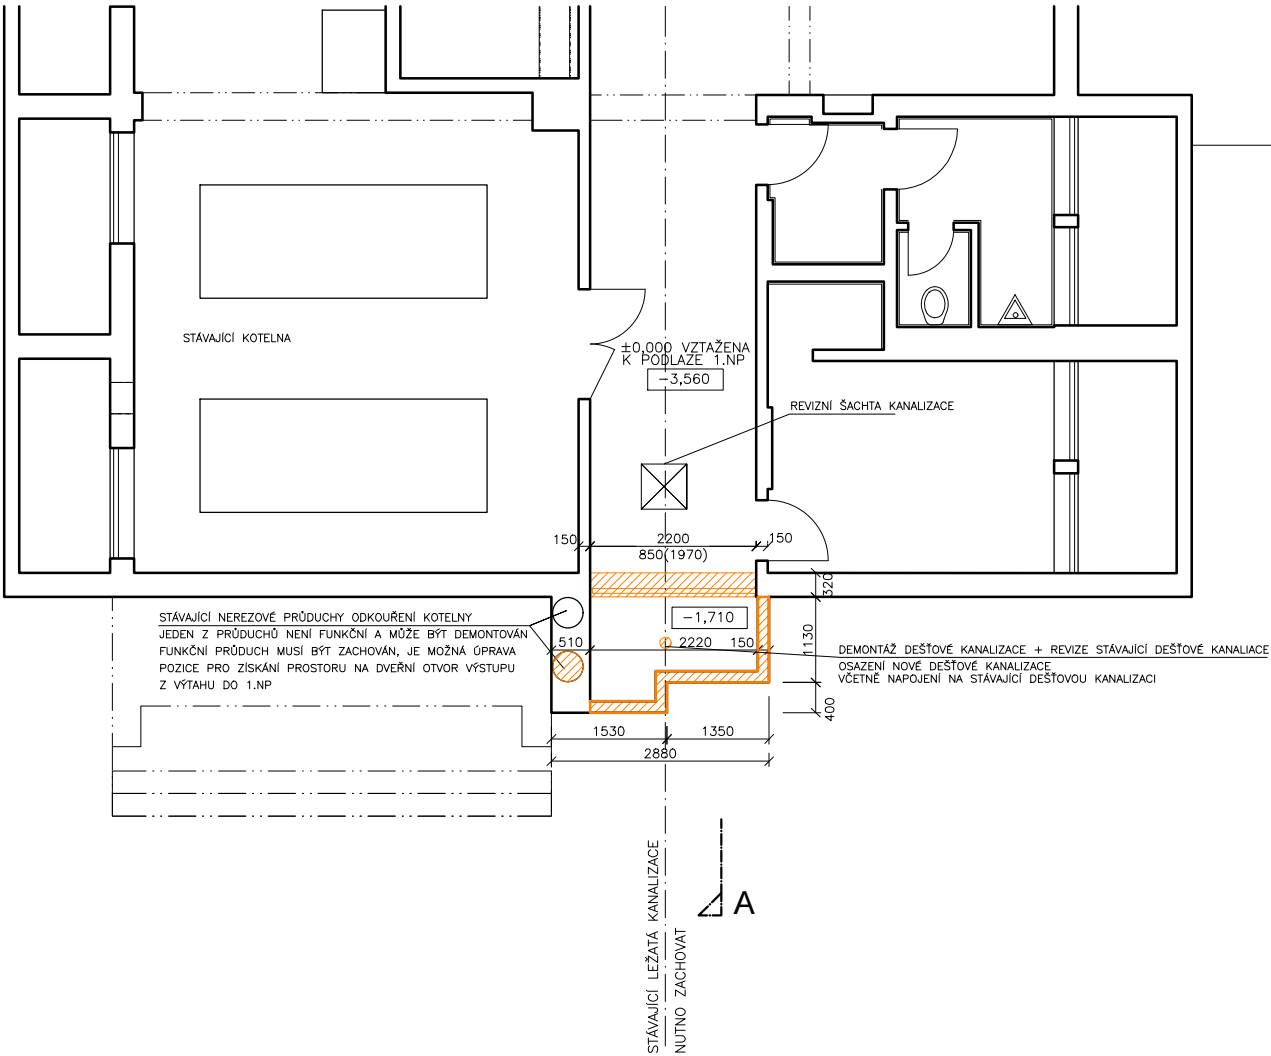 STÁVAJÍCÍ KOTELNA
±0,000 VZTAŽENA
K PODLAZE 1.NP
-3,560
REVIZNÍ ŠACHTA KANALIZACE
150
2200
150
850(1970)
320
STÁVAJÍCÍ NEREZOVÉ PRŮDUCHY ODKOUŘENÍ KOTELNY
JEDEN Z PRŮDUCHŮ NENÍ FUNKČNÍ A MŮŽE BÝT DEMONTOVÁN
FUNKČNÍ PRŮDUCH MUSÍ BÝT ZACHOVÁN, JE MOŽNÁ ÚPRAVA
POZICE PRO ZÍSKÁNÍ PROSTORU NA DVEŘNÍ OTVOR VÝSTUPU
Z VÝTAHU DO 1.NP
-1,710
510
2220
150
1130
DEMONTÁŽ DEŠŤOVÉ KANALIZACE + REVIZE STÁVAJÍCÍ DEŠŤOVÉ KANALIACE
OSAZENÍ NOVÉ DEŠŤOVÉ KANALIZACE
VČETNĚ NAPOJENÍ NA STÁVAJÍCÍ DEŠŤOVOU KANALIZACI
400
1530
1350
2880
STÁVAJÍCÍ LEŽATÁ KANALIZACE
NUTNO ZACHOVAT
A